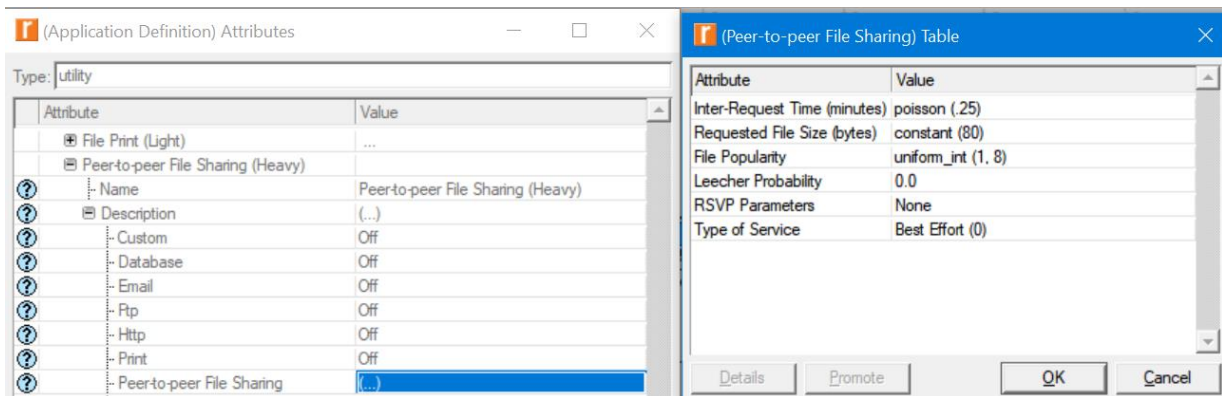 (Application Definition) Attributes
Type: utility
Attribute Value
File Print (Light) ...
Peer-to-peer File Sharing (Heavy)
Name Peer-to-peer File Sharing (Heavy)
Description (...)
Custom Off
Database Off
Email Off
Ftp Off
Http Off
Print Off
Peer-to-peer File Sharing (...)
(Peer-to-peer File Sharing) Table
Attribute Value
Inter-Request Time (minutes) poisson (.25)
Requested File Size (bytes) constant (80)
File Popularity uniform_int (1, 8)
Leecher Probability 0.0
RSVP Parameters None
Type of Service Best Effort (0)
Details Promote OK Cancel